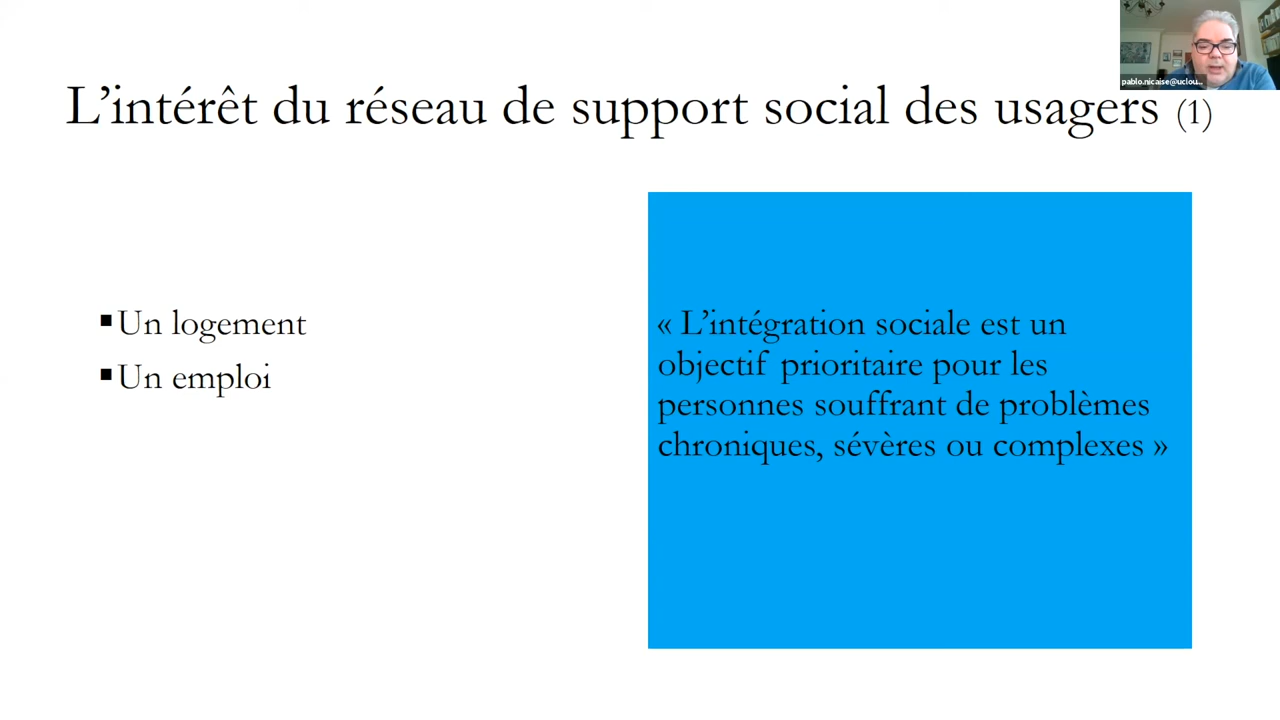 pablo.nicaise@uclou...
L’intérêt du réseau de support social des usagers (1)
▪Un logement
▪Un emploi
« L’intégration sociale est un
objectif prioritaire pour les
personnes souffrant de problèmes
chroniques, sévères ou complexes »